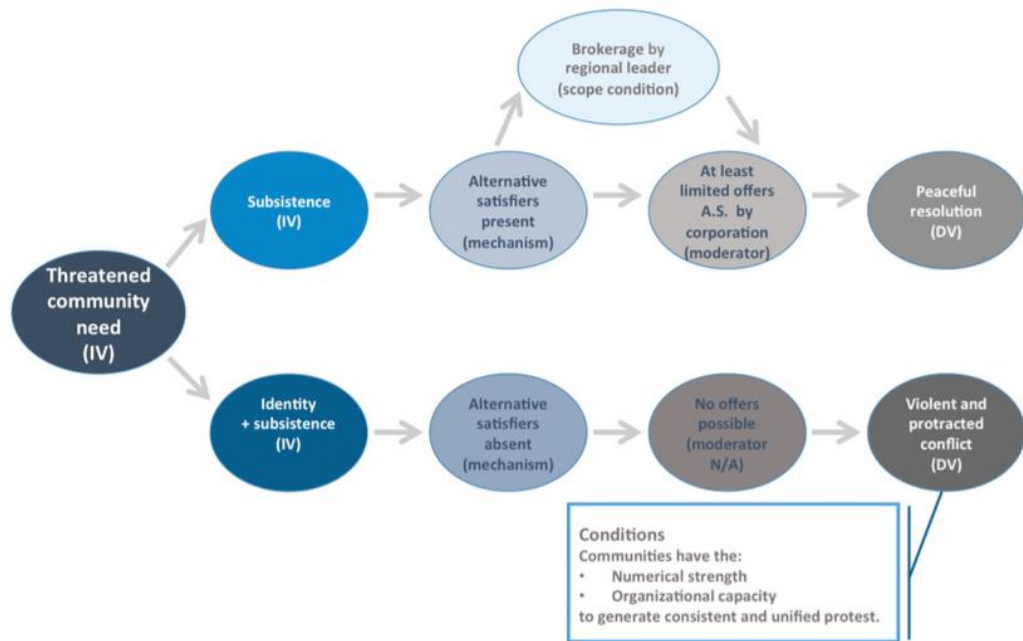 Brokerage by
regional leader
(scope condition)
Subsistence
(IV)
Alternative
satisfiers
present
(mechanism)
At least
limited offers
A.S. by
corporation
(moderator)
Peaceful
resolution
(DV)
Threatened
community
need
(IV)
Identity
+ subsistence
(IV)
Alternative
satisfiers
absent
(mechanism)
No offers
possible
(moderator
N/A)
Violent and
protracted
conflict
(DV)
Conditions
Communities have the:
• Numerical strength
• Organizational capacity
to generate consistent and unified protest.